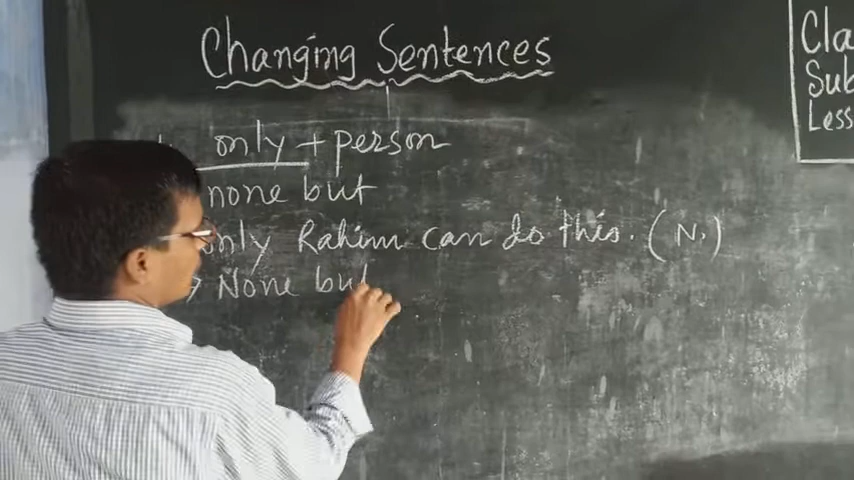 Changing Sentences
only + person
none but
only Rahim can do this. (N.)
None but
Cla
Sub
Less